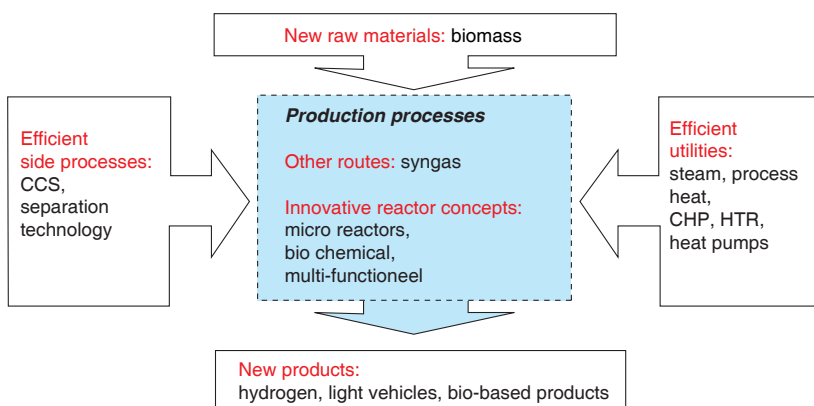 New raw materials: biomass
Efficient
side processes:
CCS,
separation
technology
Production processes
Other routes: syngas
Innovative reactor concepts:
micro reactors,
bio chemical,
multi-functioneel
Efficient
utilities:
steam, process
heat,
CHP, HTR,
heat pumps
New products:
hydrogen, light vehicles, bio-based products